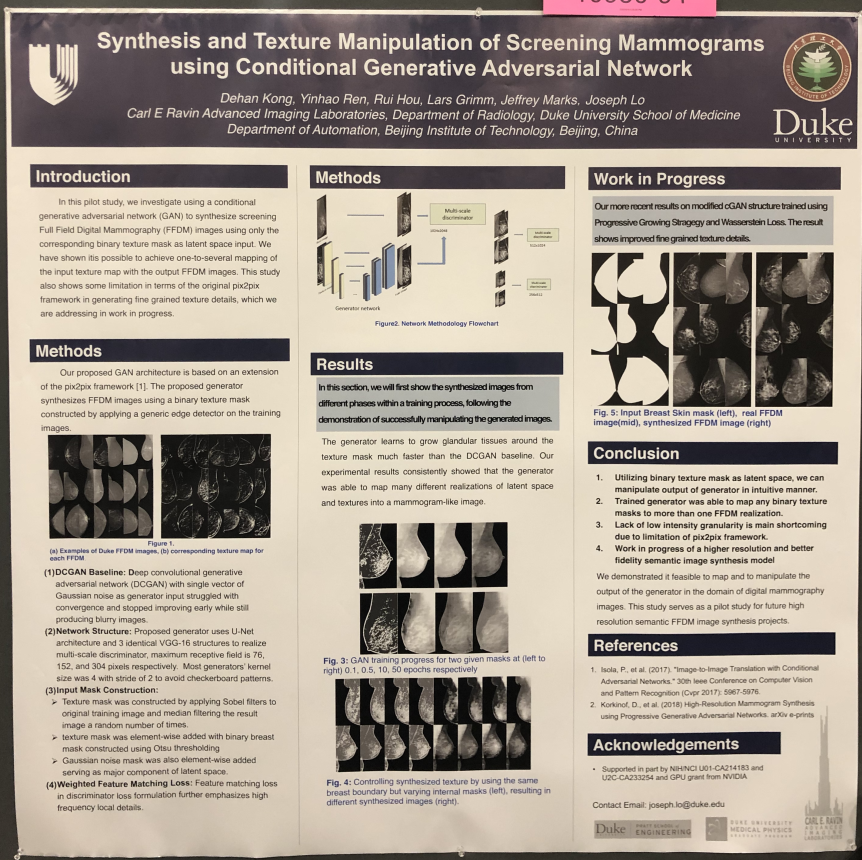 Synthesis and Texture Manipulation of Screening Mammograms
using Conditional Generative Adversarial Network
Dehan Kong, Yinhao Ren, Rui Hou, Lars Grimm, Jeffrey Marks. Joseph Lo
Carl E Ravin Advanced Imaging Laboratories, Department of Radiology, Duke University School of Medicine
Department of Automation, Beijing Institute of Technology, Beijing, China
Duke
UNIVERSITY
Introduction
In this pilot study, we investigate using a conditional
generative adversarial network (GAN) to synthesize screening
Full Field Digital Mammography (FFDM) images using only the
corresponding binary texture mask as latent space input. We
have shown itis possible to achieve one-to-several mapping of
the input texture map with the output FFDM images. This study
also shows some limitation in terms of the original pix2pix
framework in generating fine grained texture details, which we
are addressing in work in progress.
Methods
Our proposed GAN architecture is based on an extension
of the pix2pix framework [1]. The proposed generator
synthesizes FFDM images using a binary texture mask
constructed by applying a generic edge detector on the training
images.
Figure 1.
(a) Examples of Duke FFDM images, (b) corresponding texture map for
each FFDM
(1)DCGAN Baseline: Deep convolutional generative
adversarial network (DCGAN) with single vector of
Gaussian noise as generator input struggled with
convergence and stopped improving early while still
producing blurry images.
(2)Network Structure: Proposed generator uses U-Net
architecture and 3 identical VGG-16 structures to realize
multi-scale discriminator, maximum receptive field is 76,
152, and 304 pixels respectively. Most generators' kernel
size was 4 with stride of 2 to avoid checkerboard patterns.
(3)Input Mask Construction:
➢ Texture mask was constructed by applying Sobel filters to
original training image and median filtering the result
image a random number of times.
➢ texture mask was element-wise added with binary breast
mask constructed using Otsu thresholding
➢ Gaussian noise mask was also element-wise added
serving as major component of latent space.
(4)Weighted Feature Matching Loss: Feature matching loss
in discriminator loss formulation further emphasizes high
frequency local details.
Methods
Multi-scale
discriminator
Generator network
Figure2. Network Methodology Flowchart
Results
In this section, we will first show the synthesized images from
different phases within a training process, following the
demonstration of successfully manipulating the generated images.
The generator learns to grow glandular tissues around the
texture mask much faster than the DCGAN baseline. Our
experimental results consistently showed that the generator
was able to map many different realizations of latent space
and textures into a mammogram-like image.
Fig. 3: GAN training progress for two given masks at (left to
right) 0.1, 0.5, 10, 50 epochs respectively
Fig. 4: Controlling synthesized texture by using the same
breast boundary but varying internal masks (left), resulting in
different synthesized images (right).
Work in Progress
Our more recent results on modified cGAN structure trained using
Progressive Growing Stragegy and Wasserstein Loss. The result
shows improved fine grained texture details.
Fig. 5: Input Breast Skin mask (left), real FFDM
image(mid), synthesized FFDM image (right)
Conclusion
1. Utilizing binary texture mask as latent space, we can
manipulate output of generator in intuitive manner.
2. Trained generator was able to map any binary texture
masks to more than one FFDM realization.
3. Lack of low intensity granularity is main shortcoming
due to limitation of pix2pix framework.
4. Work in progress of a higher resolution and better
fidelity semantic image synthesis model
We demonstrated it feasible to map and to manipulate the
output of the generator in the domain of digital mammography
images. This study serves as a pilot study for future high
resolution semantic FFDM image synthesis projects.
References
1. Isola, P., et al. (2017). "Image-to-Image Translation with Conditional
Adversarial Networks." 30th Ieee Conference on Computer Vision
and Pattern Recognition (Cvpr 2017): 5967-5976.
2. Korkinof, D., et al. (2018) High-Resolution Mammogram Synthesis
using Progressive Generative Adversarial Networks. arXiv e-prints
Acknowledgements
• Supported in part by NIH/NCI U01-CA214183 and
U2C-CA233254 and GPU grant from NVIDIA
Contact Email: joseph.lo@duke.edu
Duke PRATT SCHOOL of ENGINEERING
DUKE UNIVERSITY
MEDICAL PHYSICS
GRADUATE PROGRAM
CARL E. RAVIN
ADVANCED
IMAGING
LABORATORIES